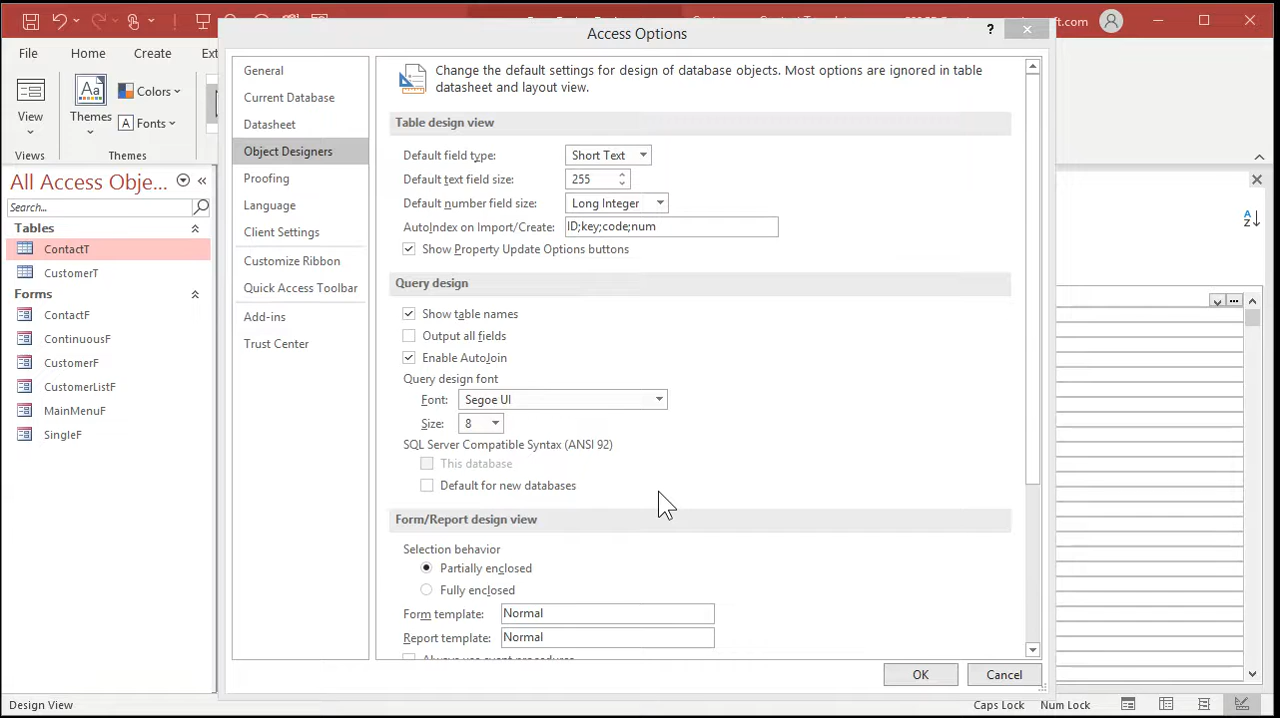 soft.com
Access Options
?
File
Home
Create
Ext
View
Themes
Colors
Fonts
Views
Themes
General
Current Database
Datasheet
Object Designers
Proofing
Language
Client Settings
Customize Ribbon
Quick Access Toolbar
Add-ins
Trust Center
All Access Obje...
Search...
Tables
ContactT
CustomerT
Forms
ContactF
ContinuousF
CustomerF
CustomerListF
MainMenuF
SingleF
Change the default settings for design of database objects. Most options are ignored in table
datasheet and layout view.
Table design view
Default field type: Short Text
Default text field size: 255
Default number field size: Long Integer
AutoIndex on Import/Create: ID;key;code;num
Show Property Update Options buttons
Query design
Show table names
Output all fields
Enable AutoJoin
Query design font
Font: Segoe UI
Size: 8
SQL Server Compatible Syntax (ANSI 92)
This database
Default for new databases
Form/Report design view
Selection behavior
Partially enclosed
Fully enclosed
Form template: Normal
Report template: Normal
Always use event procedures
OK
Cancel
Design View
Caps Lock
Num Lock